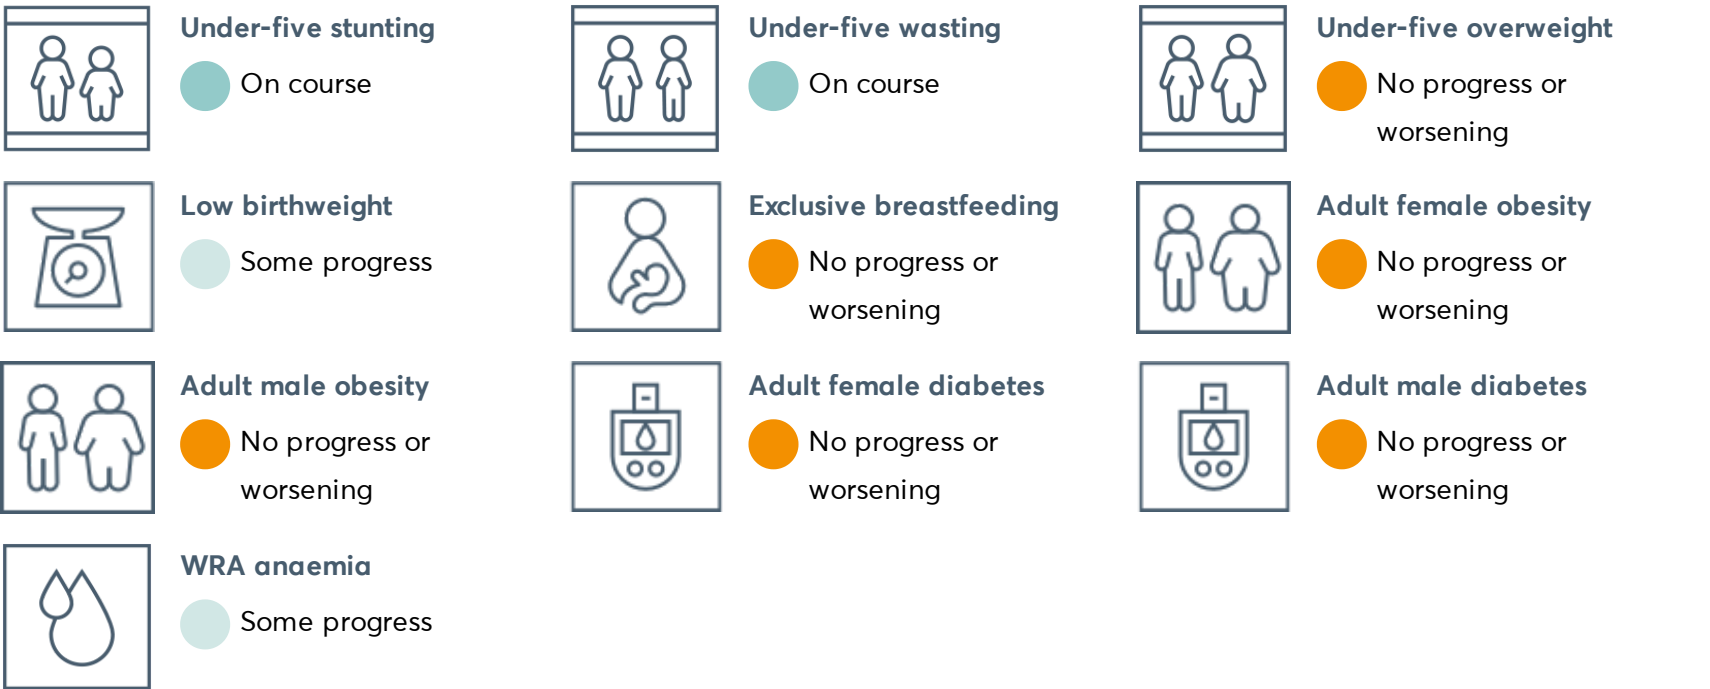 Under-five stunting
On course
Under-five wasting
On course
Under-five overweight
No progress or
worsening
Low birthweight
Some progress
Exclusive breastfeeding
No progress or
worsening
Adult female obesity
No progress or
worsening
Adult male obesity
No progress or
worsening
Adult female diabetes
No progress or
worsening
Adult male diabetes
No progress or
worsening
WRA anaemia
Some progress